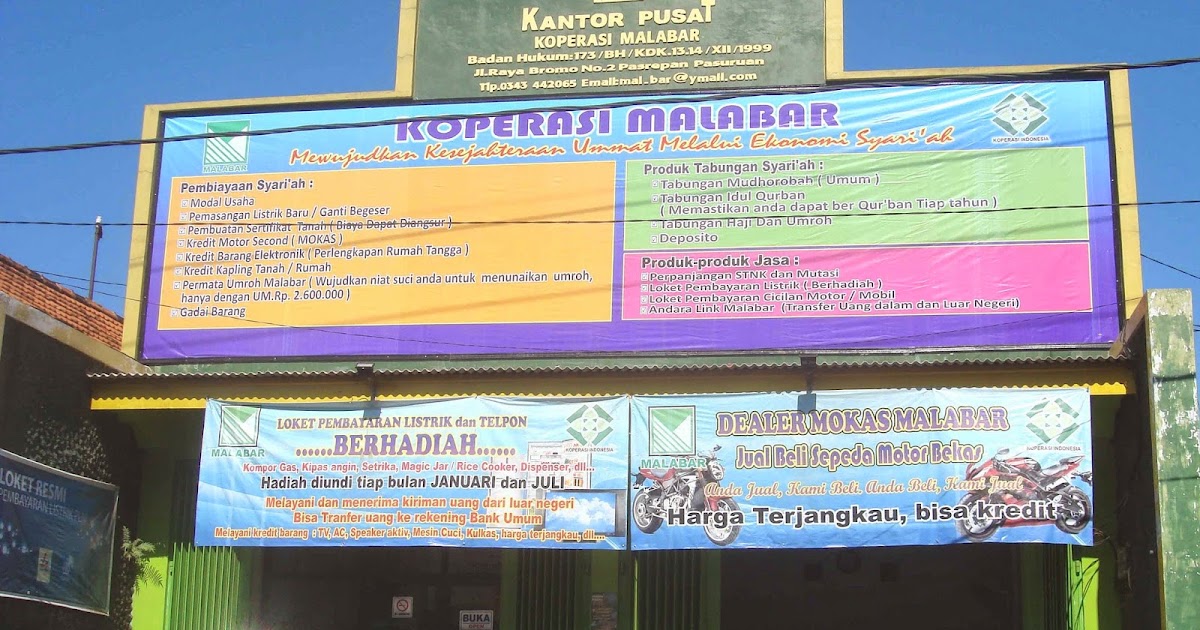 KANTOR PUSAT
KOPERASI MALABAR
Badan Hukum:173/BH/KDK.13.14/XII/1999
Jl.Raya Bromo No.2 Pasrepan Pasuruan
Tlp.0343 442065 Email:mal_bar@ymail.com
KOPERASI MALABAR
Mewujudkan Kesejahteraan Ummat Melalui Ekonomi Syari'ah
MALABAR
KOPERASI INDONESIA
Pembiayaan Syari'ah :
Modal Usaha
Pemasangan Listrik Baru / Ganti Begeser
Pembuatan Sertifikat Tanah ( Biaya Dapat Diangsur )
Kredit Motor Second ( MOKAS )
Kredit Barang Elektronik ( Perlengkapan Rumah Tangga )
Kredit Kapling Tanah / Rumah
Permata Umroh Malabar ( Wujudkan niat suci anda untuk menunaikan umroh,
hanya dengan UM.Rp. 2.600.000 )
Gadai Barang
Produk Tabungan Syari'ah :
Tabungan Mudhorobah ( Umum )
Tabungan Idul Qurban
( Memastikan anda dapat ber Qur'ban Tiap tahun )
Tabungan Haji Dan Umroh
Deposito
Produk-produk Jasa :
Perpanjangan STNK dan Mutasi
Loket Pembayaran Listrik ( Berhadiah )
Loket Pembayaran Cicilan Motor / Mobil
Andara Link Malabar (Transfer Uang dalam dan Luar Negeri)
MALABAR
LOKET PEMBAYARAN LISTRIK dan TELPON
......BERHADIAH......
KOPERASI INDONESIA
Kompor Gas, Kipas angin, Setrika, Magic Jar / Rice Cooker, Dispenser, dll...
Hadiah diundi tiap bulan JANUARI dan JULI !!
Melayani dan menerima kiriman uang dari luar negeri
Bisa Tranfer uang ke rekening Bank Umum
Melayani kredit barang : TV, AC, Speaker aktiv, Mesin Cuci, Kulkas, harga terjangkau, dll....
MALABAR
DEALER MOKAS MALABAR
Jual Beli Sepeda Motor Bekas
KOPERASI INDONESIA
Anda Jual, Kami Beli. Anda Beli, Kami Jual
Harga Terjangkau, bisa kredit
LOKET RESMI
PEMBAYARAN LISTRIK
BUKA